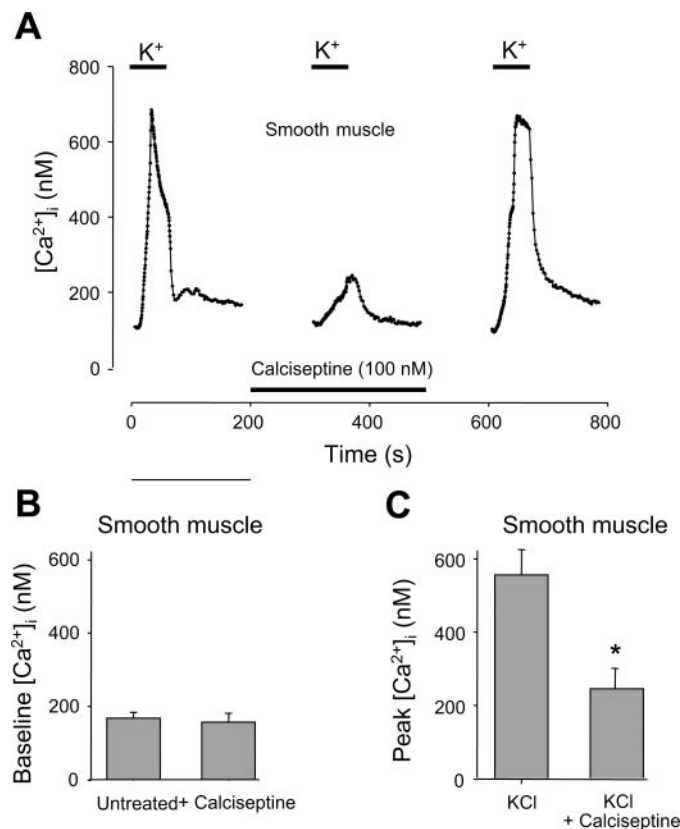 A
K+ K+ K+
800
600
400
200
0
[Ca2+]i (nM)
Smooth muscle
Calciseptine (100 nM)
0 200 400 600 800
Time (s)
B
Smooth muscle
600
400
200
0
Baseline [Ca2+]i (nM)
Untreated + Calciseptine
C
Smooth muscle
600
400
200
0
Peak [Ca2+]i (nM)
*
KCl KCl
+ Calciseptine